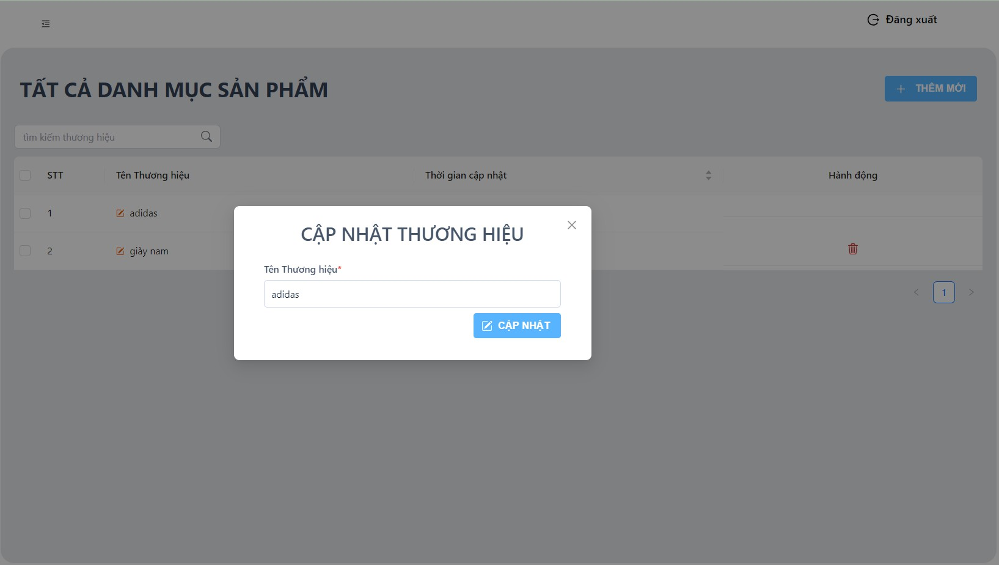 Đăng xuất
TẤT CẢ DANH MỤC SẢN PHẨM
THÊM MỚI
tìm kiếm thương hiệu
STT Tên Thương hiệu Thời gian cập nhật Hành động
1 adidas
2 giày nam
CẬP NHẬT THƯƠNG HIỆU
Tên Thương hiệu*
adidas
CẬP NHẬT
1